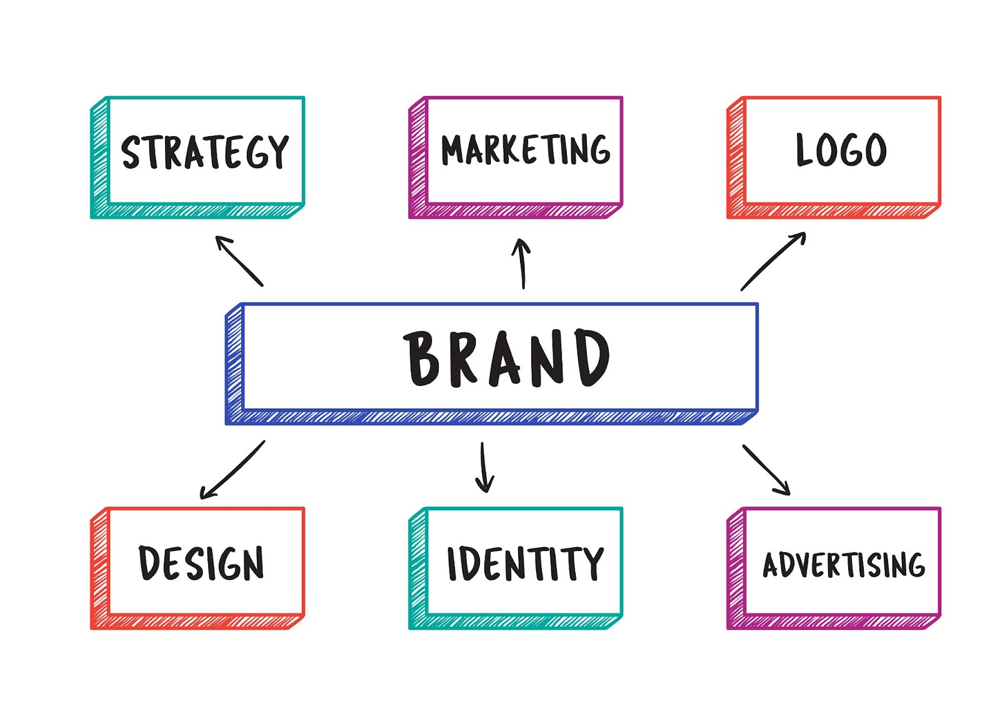 STRATEGY
MARKETING
LOGO
BRAND
DESIGN
IDENTITY
ADVERTISING